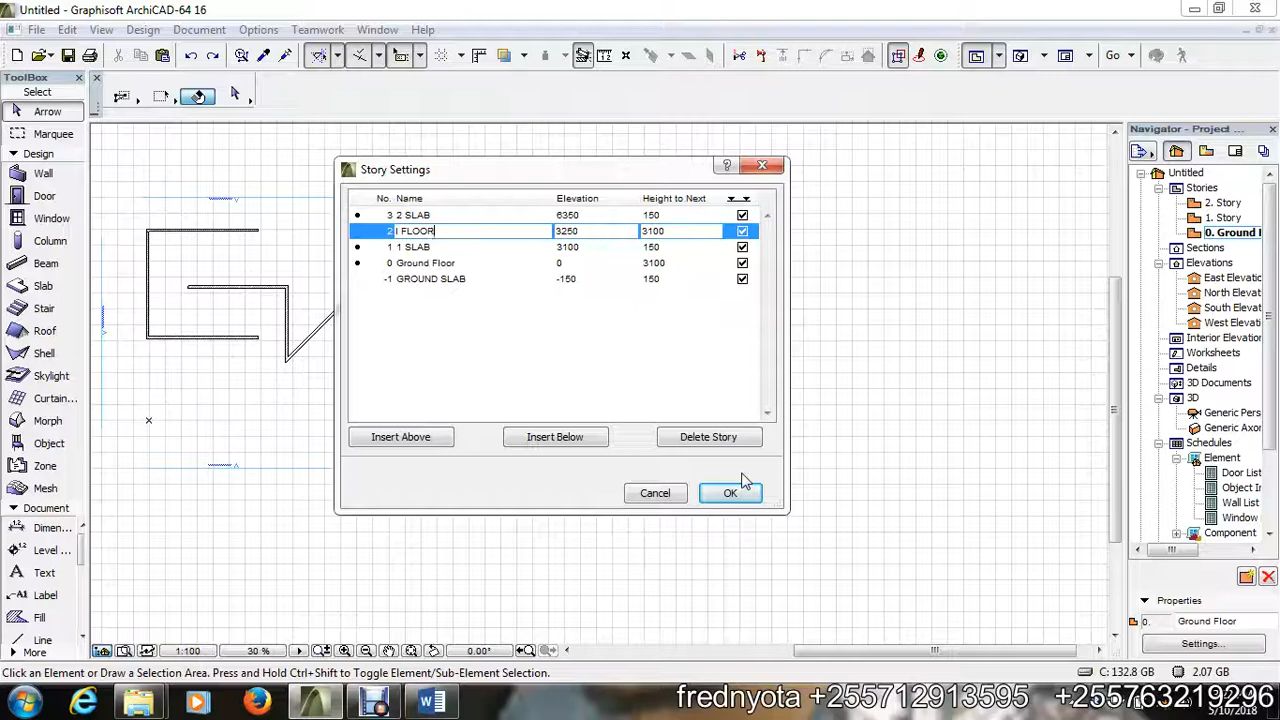 Untitled - Graphisoft ArchiCAD-64 16
File Edit View Design Document Options Teamwork Window Help
Go
ToolBox
Select
Arrow
Marquee
Design
Wall
Door
Window
Column
Beam
Slab
Stair
Roof
Shell
Skylight
Curtain...
Morph
Object
Zone
Mesh
Document
Dimen...
Level ...
Text
Label
Fill
Line
More
Story Settings
No. Name Elevation Height to Next
3 2 SLAB 6350 150
2 I FLOOR 3250 3100
1 1 SLAB 3100 150
0 Ground Floor 0 3100
-1 GROUND SLAB -150 150
Insert Above Insert Below Delete Story
Cancel OK
Navigator - Project ...
Untitled
Stories
2. Story
1. Story
0. Ground
Sections
Elevations
East Elevatio
North Elevat
South Elevat
West Elevati
Interior Elevatio
Worksheets
Details
3D Documents
3D
Generic Pers
Generic Axo
Schedules
Element
Door List
Object In
Wall List
Window
Component
Properties
0. Ground Floor
Settings...
1:100 30 % 0.00°
Click an Element or Draw a Selection Area. Press and Hold Ctrl+Shift to Toggle Element/Sub-Element Selection.
C: 132.8 GB 2.07 GB
frednyota +255712913595 +255763219296
5/10/2018